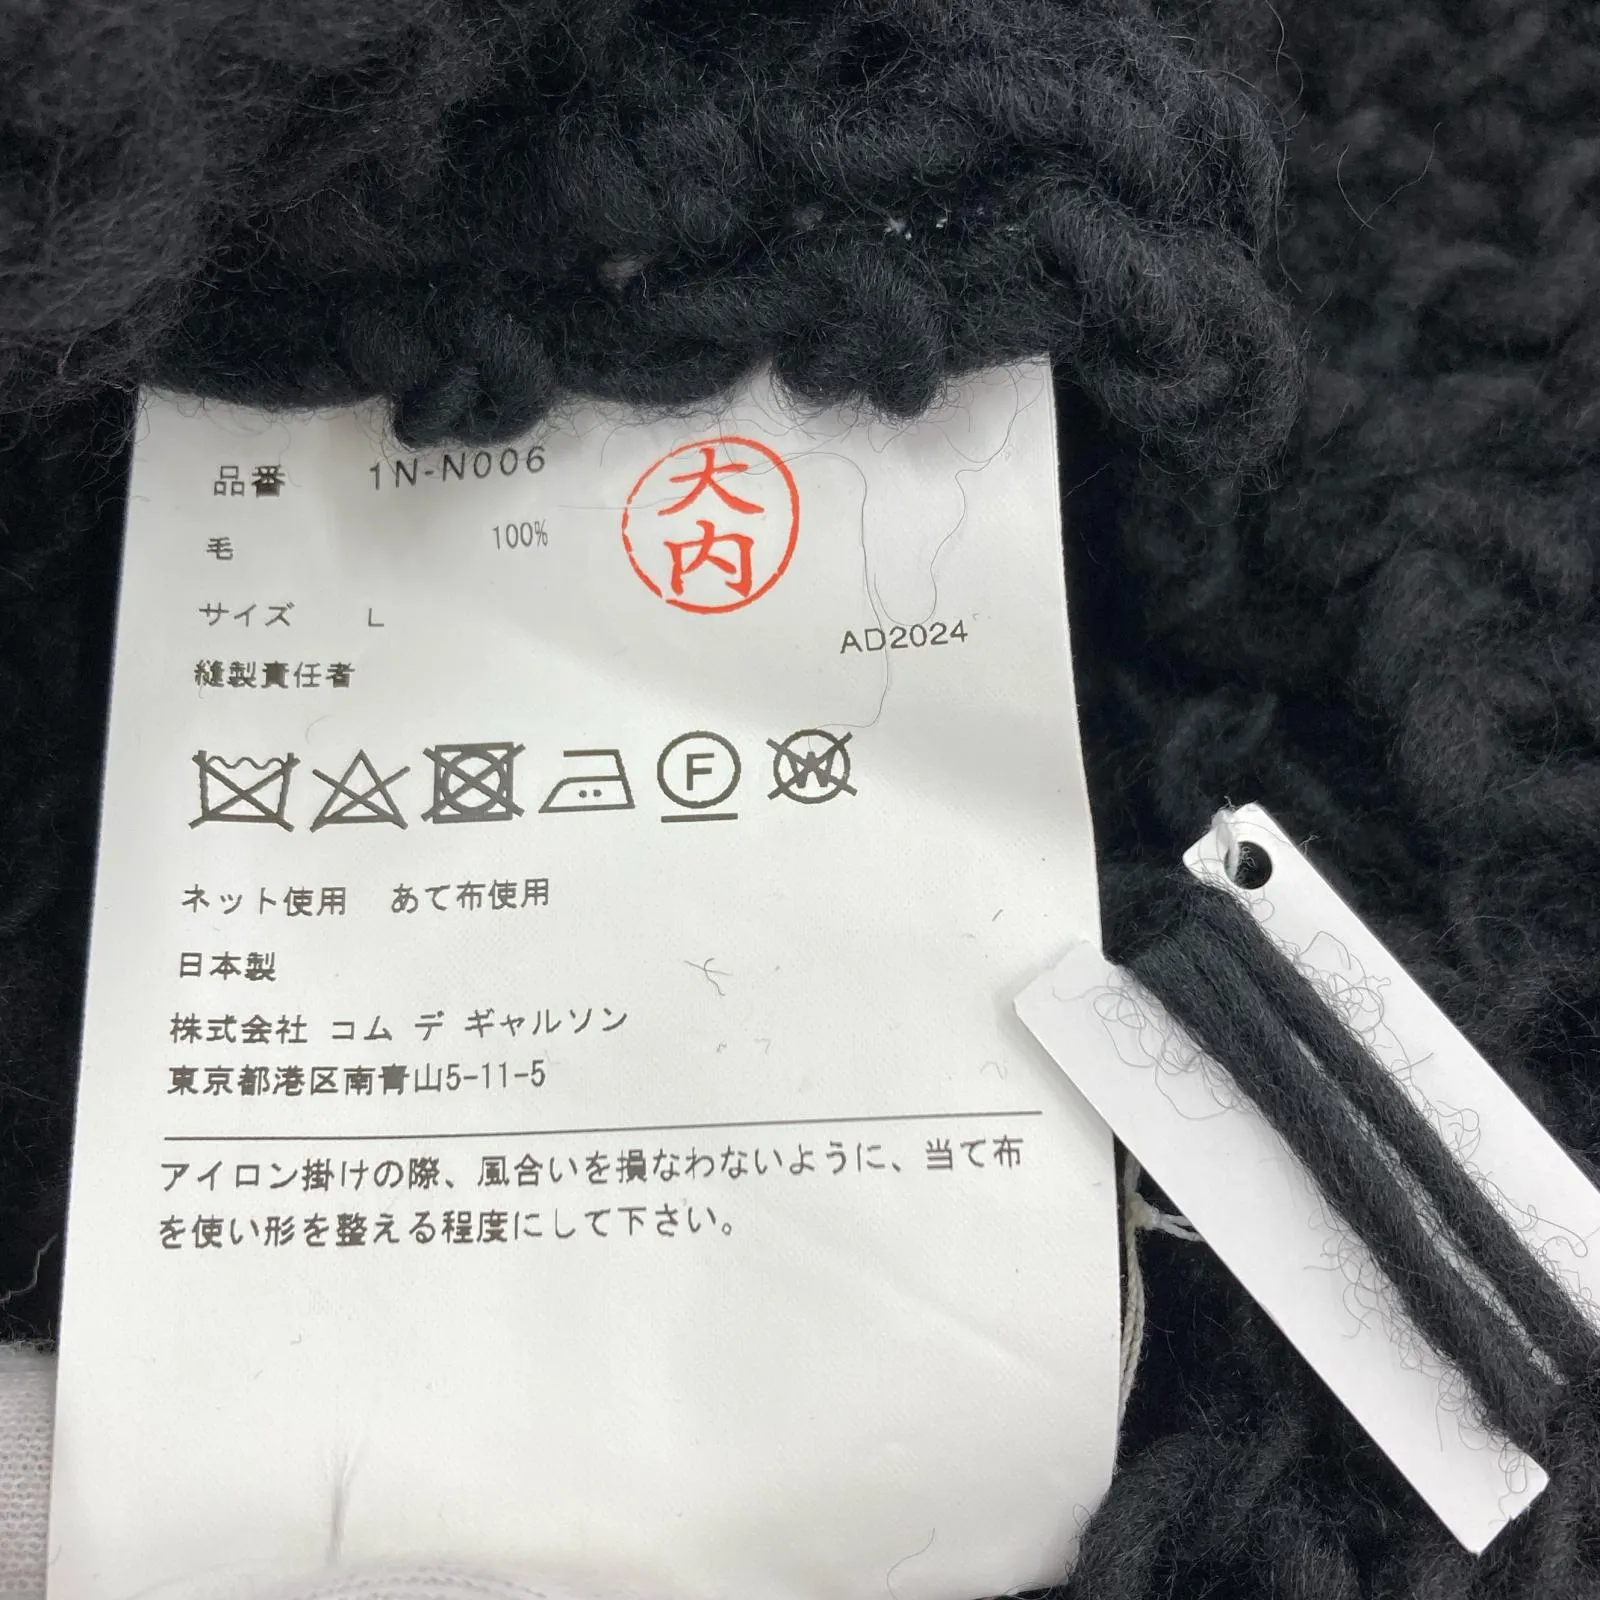 品番 1N-N006
毛 100%
大内
サイズ L
AD2024
縫製責任者
F
W
ネット使用 あて布使用
日本製
株式会社 コム デ ギャルソン
東京都港区南青山5-11-5
アイロン掛けの際、風合いを損なわないように、当て布
を使い形を整える程度にして下さい。